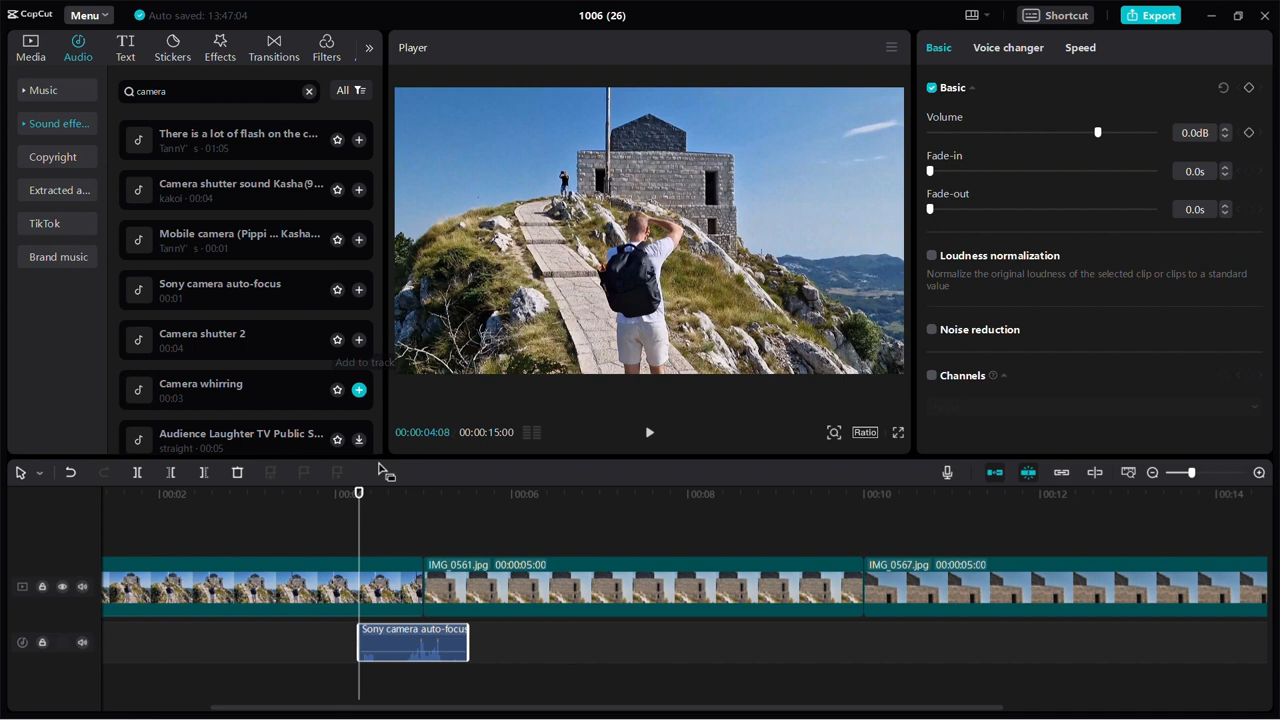 CapCut
Menu
Auto saved: 13:47:04
1006 (26)
Shortcut
Export
Media
Audio
Text
Stickers
Effects
Transitions
Filters
Player
Basic
Voice changer
Speed
Music
Sound effe...
Copyright
Extracted a...
TikTok
Brand music
camera
All
There is a lot of flash on the c...
TannY's · 01:05
Camera shutter sound Kasha(9...
kakoi · 00:04
Mobile camera (Pippi ... Kasha...
TannY's · 00:01
Sony camera auto-focus
00:01
Camera shutter 2
00:04
Add to track
Camera whirring
00:03
Audience Laughter TV Public S...
straight · 00:05
00:00:04:08
00:00:15:00
Ratio
Basic
Volume
0.0dB
Fade-in
0.0s
Fade-out
0.0s
Loudness normalization
Normalize the original loudness of the selected clip or clips to a standard
value
Noise reduction
Channels
00:02
00:06
00:08
00:10
00:12
00:14
IMG_0561.jpg 00:00:05:00
IMG_0567.jpg 00:00:05:00
Sony camera auto-focus